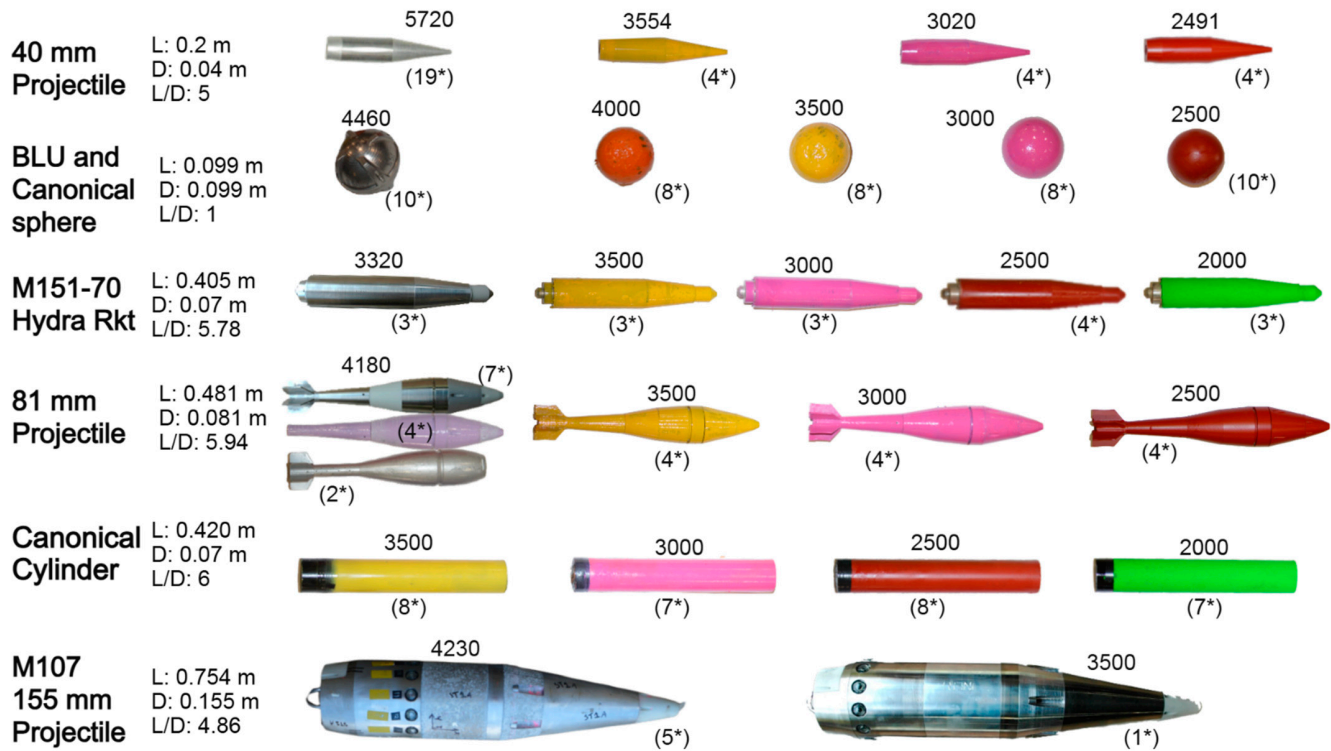 5720 3554 3020 2491
40 mm
Projectile
L: 0.2 m
D: 0.04 m
L/D: 5
(19*) (4*) (4*) (4*)
4460 4000 3500 3000 2500
BLU and
Canonical
sphere
L: 0.099 m
D: 0.099 m
L/D: 1
(10*) (8*) (8*) (8*) (10*)
3320 3500 3000 2500 2000
M151-70
Hydra Rkt
L: 0.405 m
D: 0.07 m
L/D: 5.78
(3*) (3*) (3*) (4*) (3*)
4180 (7*) 3500 3000 2500
81 mm
Projectile
L: 0.481 m
D: 0.081 m
L/D: 5.94
(4*) (4*) (4*) (4*)
(2*)
Canonical
Cylinder
L: 0.420 m
D: 0.07 m
L/D: 6
3500 3000 2500 2000
(8*) (7*) (8*) (7*)
4230 3500
M107
155 mm
Projectile
L: 0.754 m
D: 0.155 m
L/D: 4.86
(5*) (1*)